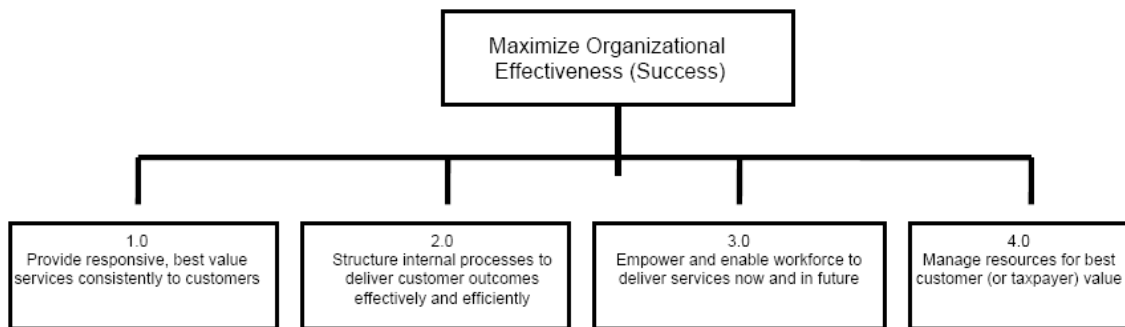 Maximize Organizational
Effectiveness (Success)
1.0
Provide responsive, best value
services consistently to customers
2.0
Structure internal processes to
deliver customer outcomes
effectively and efficiently
3.0
Empower and enable workforce to
deliver services now and in future
4.0
Manage resources for best
customer (or taxpayer) value